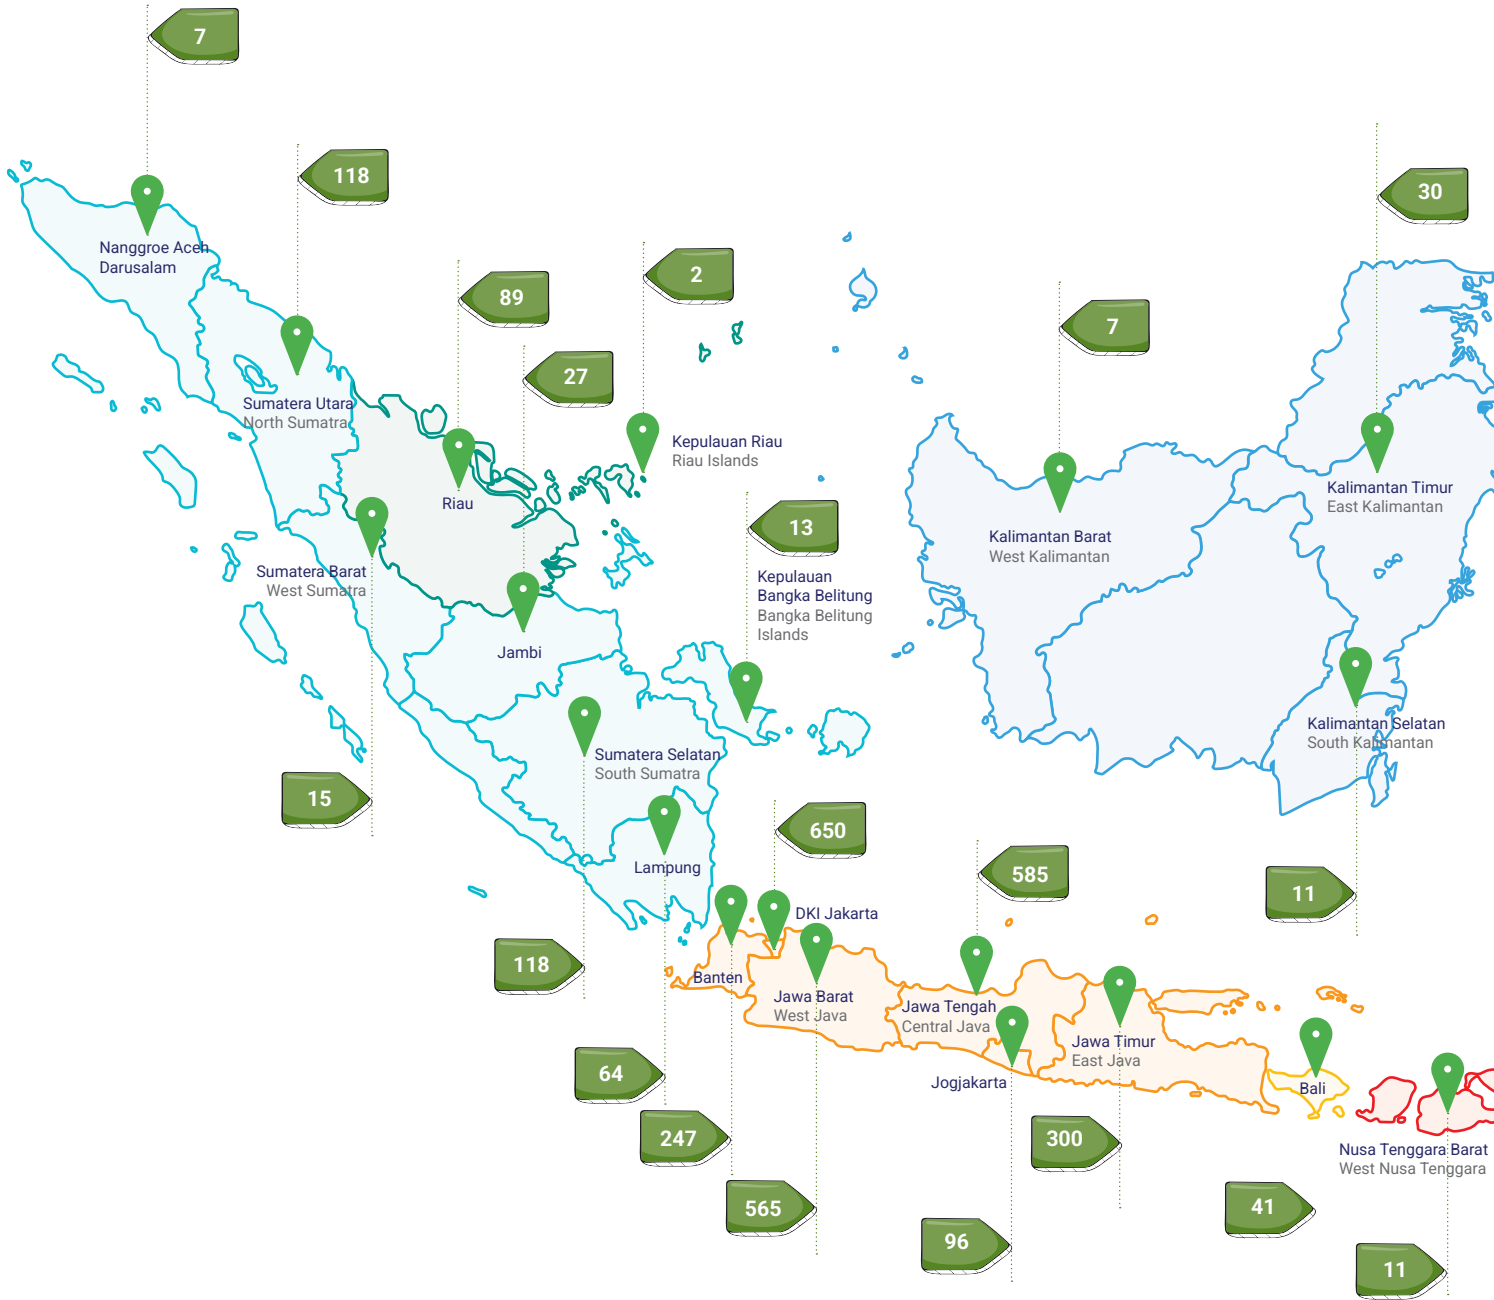 7
118
30
Nanggroe Aceh
Darusalam
2
89
7
27
Sumatera Utara
North Sumatra
Kepulauan Riau
Riau Islands
Riau
Kalimantan Timur
East Kalimantan
13
Kalimantan Barat
West Kalimantan
Sumatera Barat
West Sumatra
Kepulauan
Bangka Belitung
Bangka Belitung
Islands
Jambi
Kalimantan Selatan
South Kalimantan
Sumatera Selatan
South Sumatra
15
650
Lampung
585
11
DKI Jakarta
118
Banten
Jawa Barat
West Java
Jawa Tengah
Central Java
Jawa Timur
East Java
64
Jogjakarta
Bali
247
300
Nusa Tenggara Barat
West Nusa Tenggara
565
41
96
11